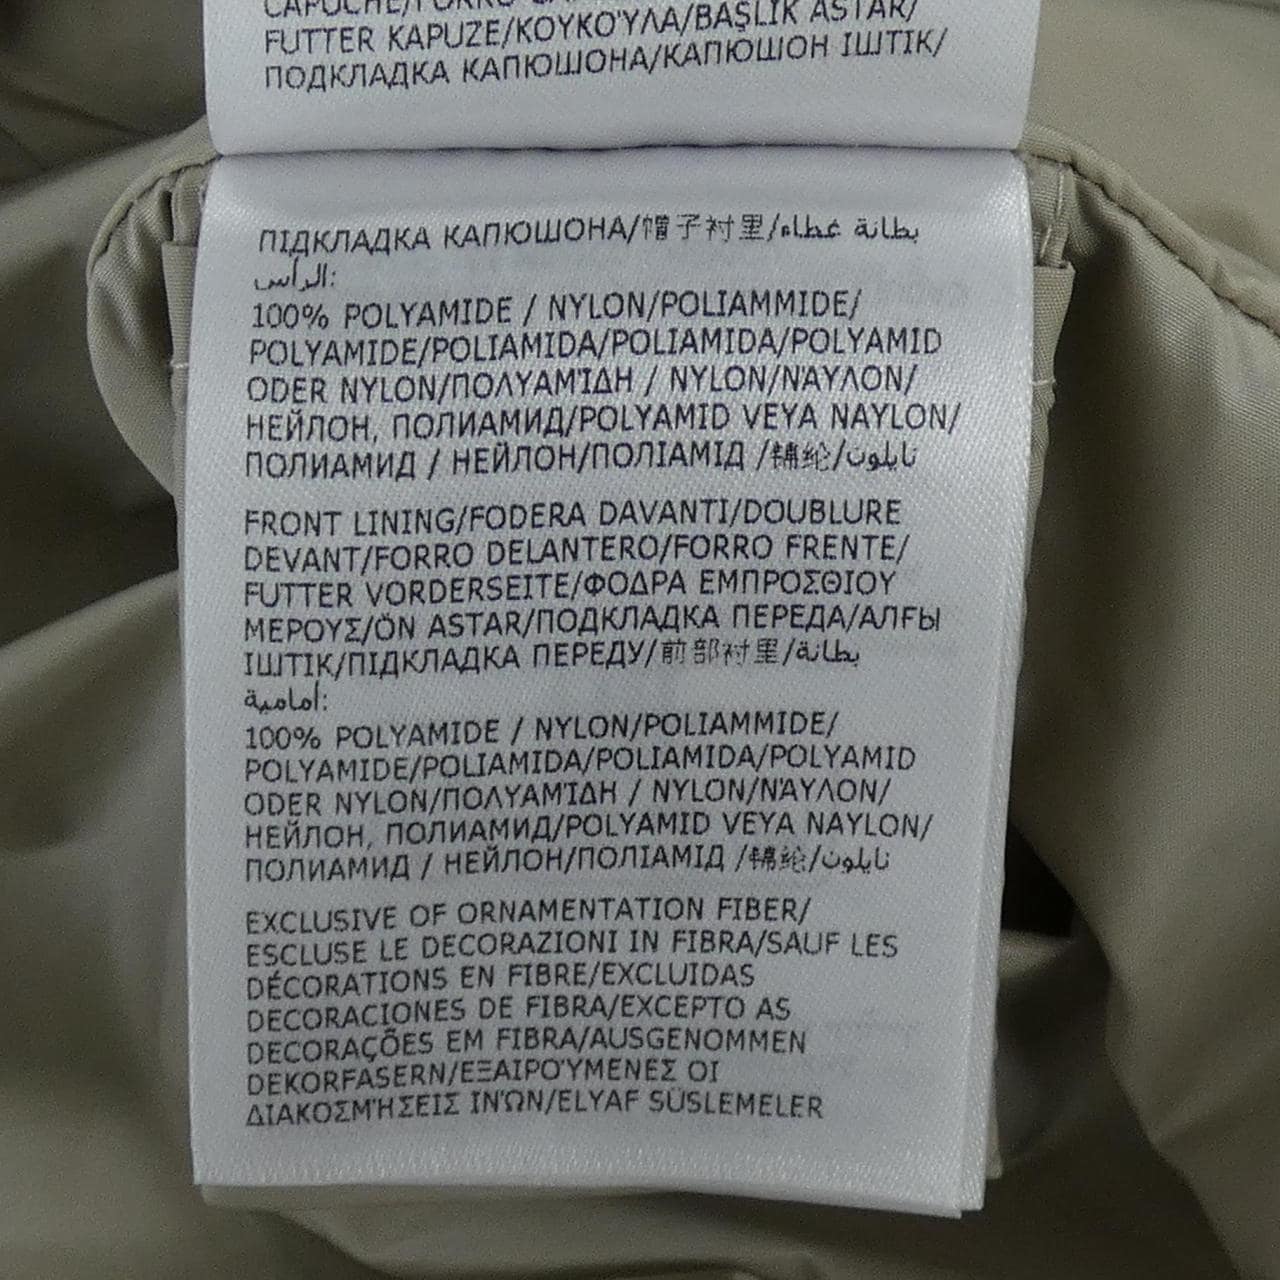 FUTTER KAPUZE/ΚΟΥΚΟΎΛΑ/BAŞLIK ASTAR/
ПОДКЛАДКА КАПЮШОНА/КАПЮШОН ІШТІК/
ПІДКЛАДКА КАПЮШОНА/帽子衬里/بطانة غطاء
الرأس:
100% POLYAMIDE / NYLON/POLIAMMIDE/
POLYAMIDE/POLIAMIDA/POLIAMIDA/POLYAMID
ODER NYLON/ΠΟΛΥΑΜΊΔΗ / NYLON/ΝΆΥΛΟΝ/
НЕЙЛОН, ПОЛИАМИД/POLYAMID VEYA NAYLON/
ПОЛИАМИД / НЕЙЛОН/ПОЛІАМІД /锦纶/نايلون
FRONT LINING/FODERA DAVANTI/DOUBLURE
DEVANT/FORRO DELANTERO/FORRO FRENTE/
FUTTER VORDERSEITE/ΦΟΔΡΑ ΕΜΠΡΟΣΘΙΟΥ
ΜΕΡΟΥΣ/ÖN ASTAR/ПОДКЛАДКА ПЕРЕДА/АЛҒЫ
ІШТІК/ПІДКЛАДКА ПЕРЕДУ/前部衬里/بطانة
أمامية:
100% POLYAMIDE / NYLON/POLIAMMIDE/
POLYAMIDE/POLIAMIDA/POLIAMIDA/POLYAMID
ODER NYLON/ΠΟΛΥΑΜΊΔΗ / NYLON/ΝΆΥΛΟΝ/
НЕЙЛОН, ПОЛИАМИД/POLYAMID VEYA NAYLON/
ПОЛИАМИД / НЕЙЛОН/ПОЛІАМІД /锦纶/نايلون
EXCLUSIVE OF ORNAMENTATION FIBER/
ESCLUSE LE DECORAZIONI IN FIBRA/SAUF LES
DÉCORATIONS EN FIBRE/EXCLUIDAS
DECORACIONES DE FIBRA/EXCEPTO AS
DECORAÇÕES EM FIBRA/AUSGENOMMEN
DEKORFASERN/ΕΞΑΙΡΟΎΜΕΝΕΣ ΟΙ
ΔΙΑΚΟΣΜΉΣΕΙΣ ΙΝΏΝ/ELYAF SÜSLEMELER